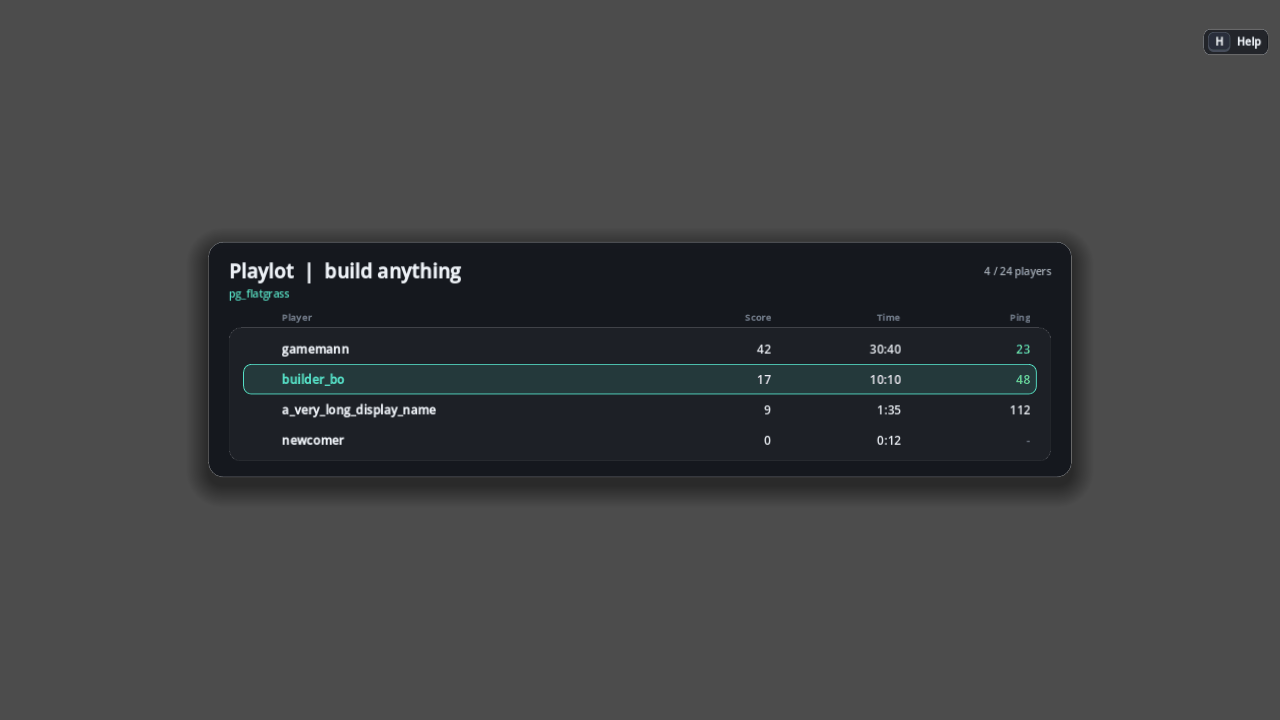 H Help
Playlot | build anything
4 / 24 players
pg_flatgrass
Player Score Time Ping
gamemann 42 30:40 23
builder_bo 17 10:10 48
a_very_long_display_name 9 1:35 112
newcomer 0 0:12 -